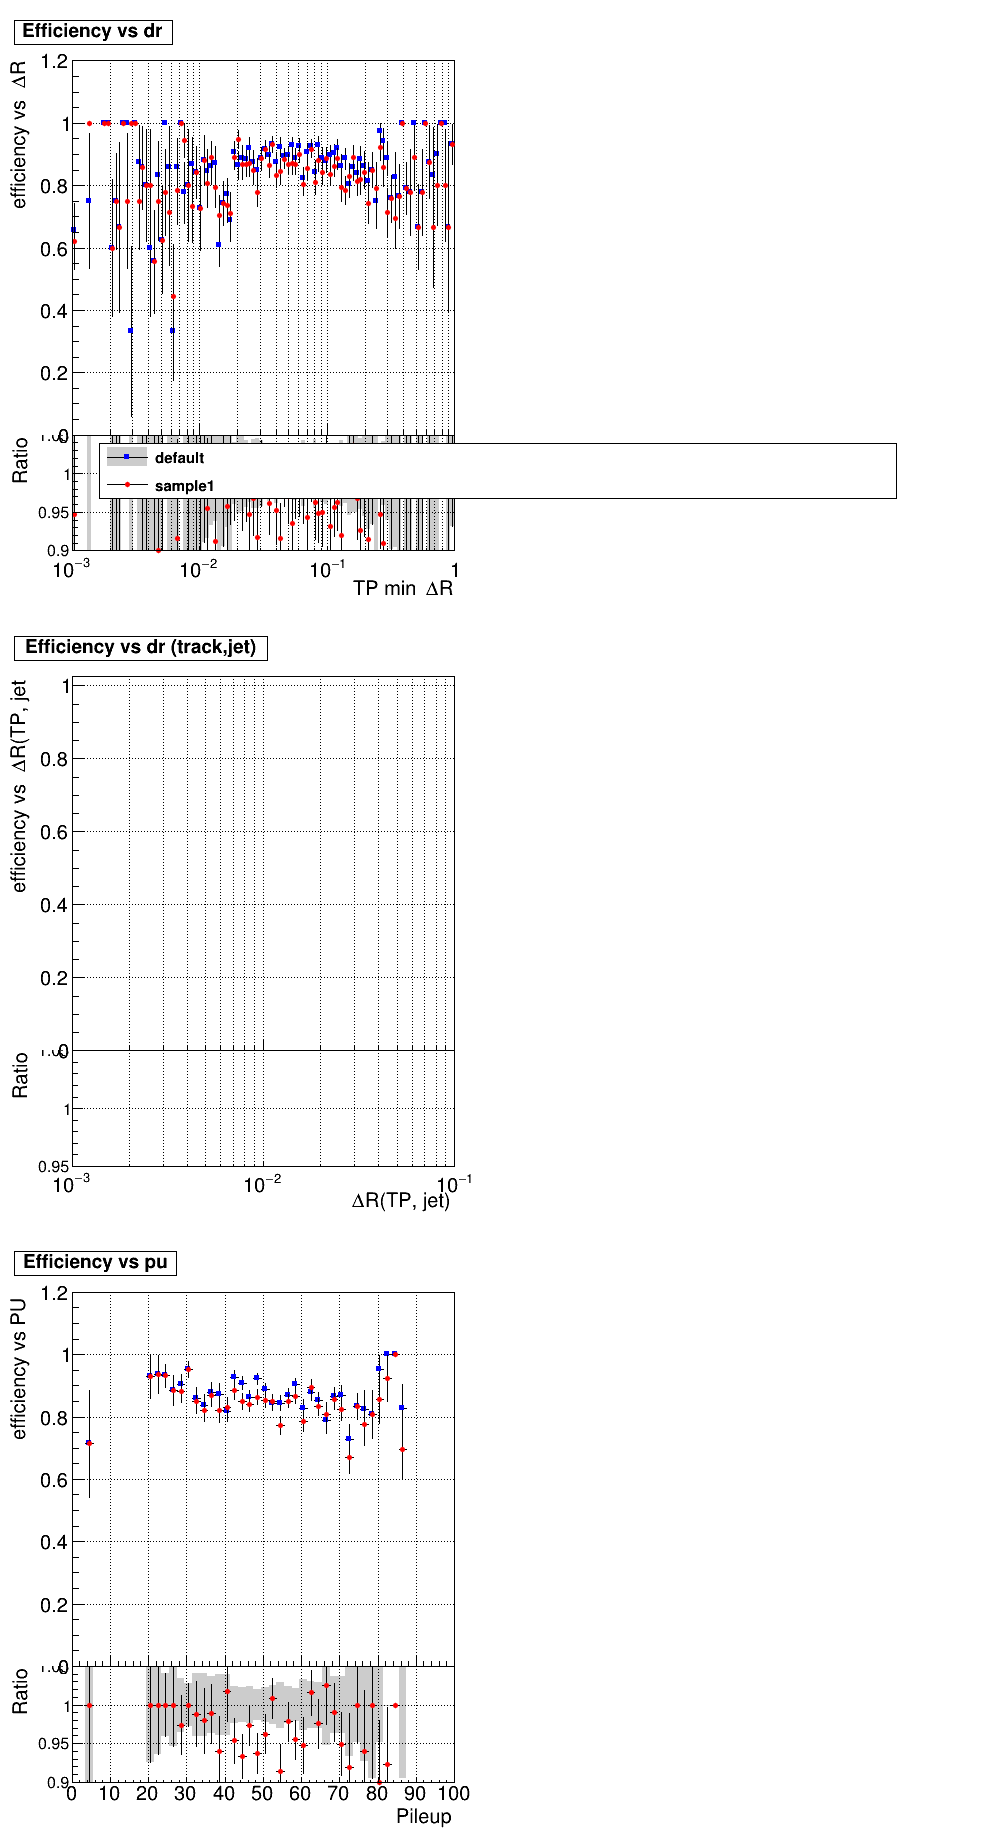 Efficiency vs dr
efficiency vs ΔR
1.2
1
0.8
0.6
0.4
0.2
0
Ratio
1
0.95
0.9
default
sample1
10⁻³ 10⁻² 10⁻¹ 1
TP min ΔR
Efficiency vs dr (track,jet)
efficiency vs ΔR(TP, jet
1
0.8
0.6
0.4
0.2
0
Ratio
1
0.95
10⁻³ 10⁻² 10⁻¹
ΔR(TP, jet)
Efficiency vs pu
efficiency vs PU
1.2
1
0.8
0.6
0.4
0.2
0
Ratio
1
0.95
0.9
0 10 20 30 40 50 60 70 80 90 100
Pileup